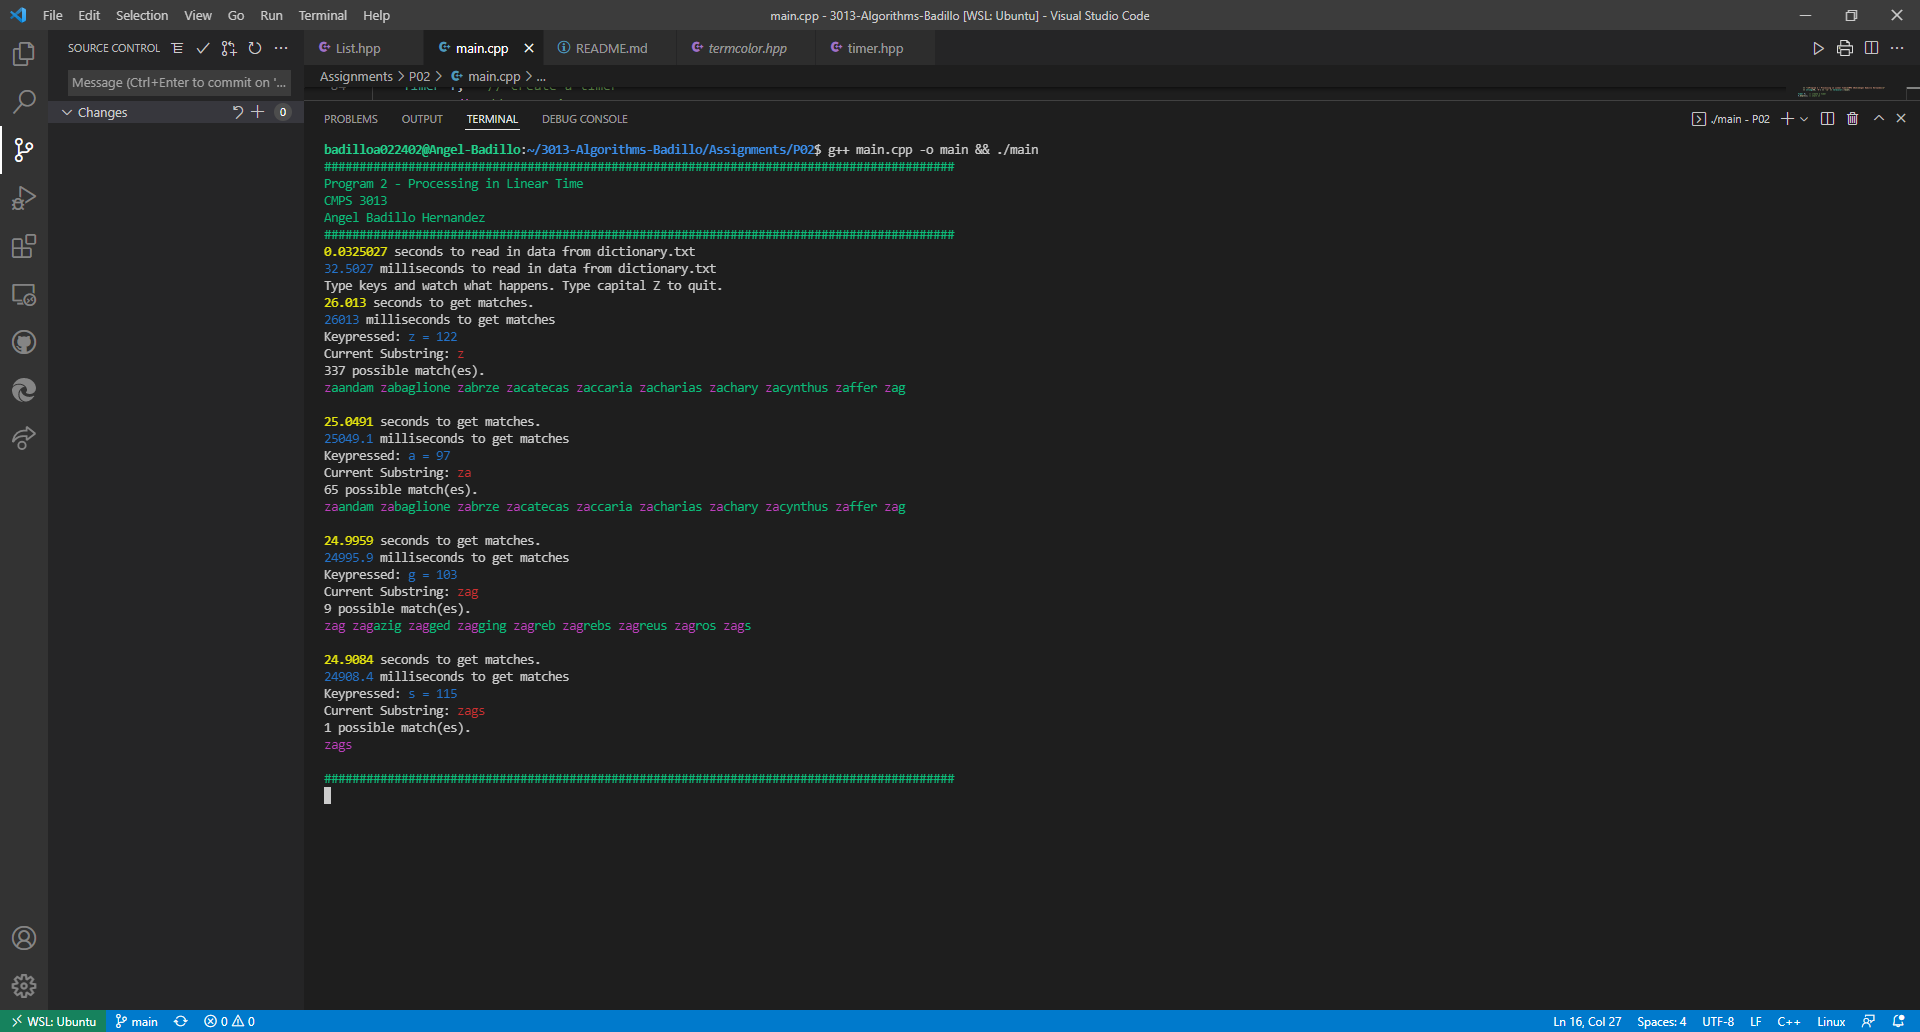 File Edit Selection View Go Run Terminal Help
main.cpp - 3013-Algorithms-Badillo [WSL: Ubuntu] - Visual Studio Code
SOURCE CONTROL
List.hpp main.cpp README.md termcolor.hpp timer.hpp
Message (Ctrl+Enter to commit on '...
Assignments > P02 > main.cpp > ...
Changes 0
PROBLEMS OUTPUT TERMINAL DEBUG CONSOLE
./main - P02
badilloa022402@Angel-Badillo:~/3013-Algorithms-Badillo/Assignments/P02$ g++ main.cpp -o main && ./main
##########################################################################################
Program 2 - Processing in Linear Time
CMPS 3013
Angel Badillo Hernandez
##########################################################################################
0.0325027 seconds to read in data from dictionary.txt
32.5027 milliseconds to read in data from dictionary.txt
Type keys and watch what happens. Type capital Z to quit.
26.013 seconds to get matches.
26013 milliseconds to get matches
Keypressed: z = 122
Current Substring: z
337 possible match(es).
zaandam zabaglione zabrze zacatecas zaccaria zacharias zachary zacynthus zaffer zag
25.0491 seconds to get matches.
25049.1 milliseconds to get matches
Keypressed: a = 97
Current Substring: za
65 possible match(es).
zaandam zabaglione zabrze zacatecas zaccaria zacharias zachary zacynthus zaffer zag
24.9959 seconds to get matches.
24995.9 milliseconds to get matches
Keypressed: g = 103
Current Substring: zag
9 possible match(es).
zag zagazig zagged zagging zagreb zagrebs zagreus zagros zags
24.9084 seconds to get matches.
24908.4 milliseconds to get matches
Keypressed: s = 115
Current Substring: zags
1 possible match(es).
zags
##########################################################################################
WSL: Ubuntu main 0 0
Ln 16, Col 27 Spaces: 4 UTF-8 LF C++ Linux